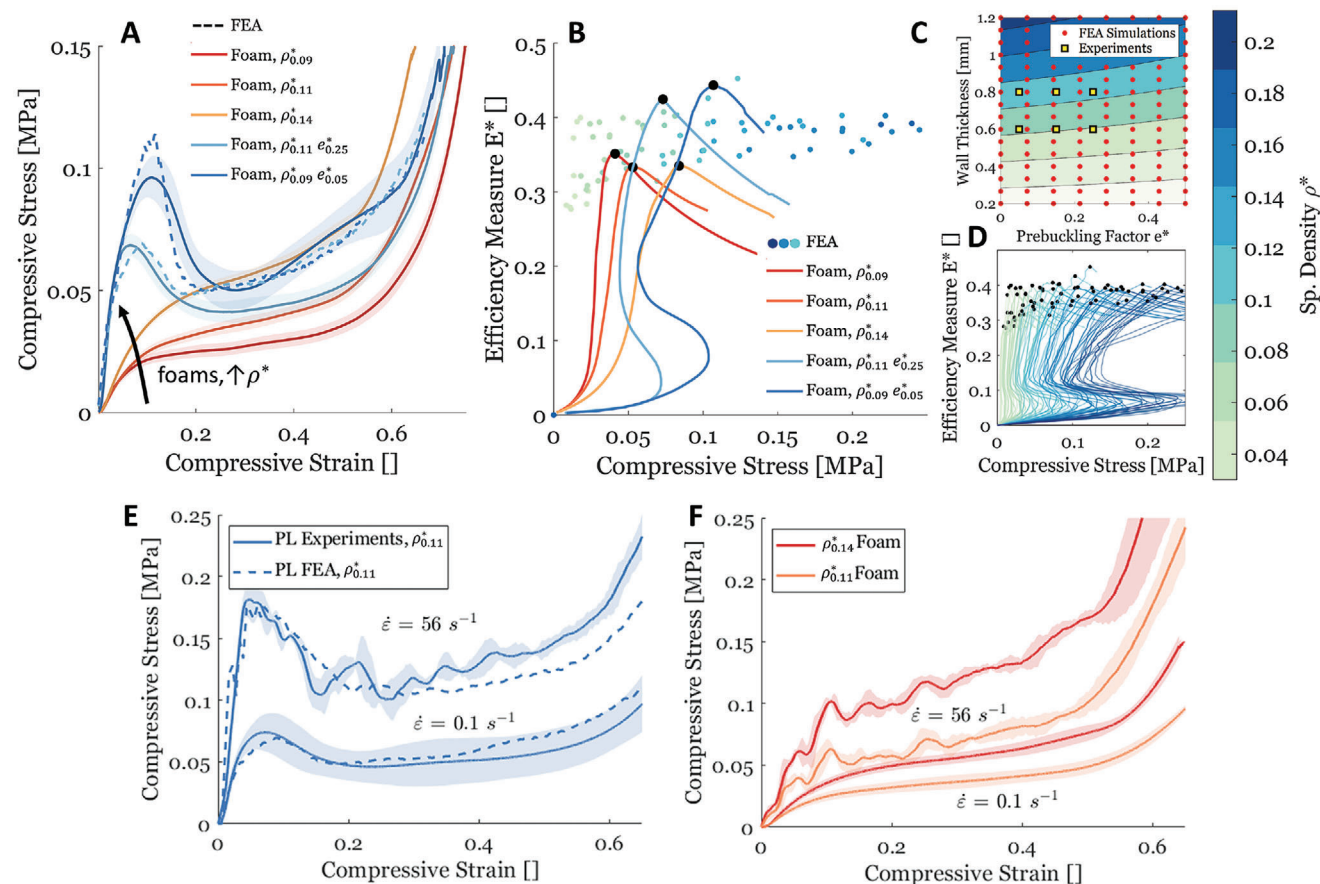 A
FEA
Foam, ρ*0.09
Foam, ρ*0.11
Foam, ρ*0.14
Foam, ρ*0.11 e*0.25
Foam, ρ*0.09 e*0.05
foams, ↑ρ*
Compressive Stress [MPa]
0.15
0.1
0.05
0
0.2
0.4
0.6
Compressive Strain []
B
Efficiency Measure E* []
0.5
0.4
0.3
0.2
0.1
0
FEA
Foam, ρ*0.09
Foam, ρ*0.11
Foam, ρ*0.14
Foam, ρ*0.11 e*0.25
Foam, ρ*0.09 e*0.05
0.05
0.1
0.15
0.2
Compressive Stress [MPa]
C
Wall Thickness [mm]
1.2
1
0.8
0.6
0.4
0.2
FEA Simulations
Experiments
0
0.2
0.4
Prebuckling Factor e*
D
Efficiency Measure E* []
0.4
0.3
0.2
0.1
0
0.1
0.2
Compressive Stress [MPa]
Sp. Density ρ*
0.2
0.18
0.16
0.14
0.12
0.1
0.08
0.06
0.04
E
Compressive Stress [MPa]
0.25
0.2
0.15
0.1
0.05
0
PL Experiments, ρ*0.11
PL FEA, ρ*0.11
ε̇ = 56 s⁻¹
ε̇ = 0.1 s⁻¹
0
0.2
0.4
0.6
Compressive Strain []
F
Compressive Stress [MPa]
0.25
0.2
0.15
0.1
0.05
0
ρ*0.14 Foam
ρ*0.11 Foam
ε̇ = 56 s⁻¹
ε̇ = 0.1 s⁻¹
0
0.2
0.4
0.6
Compressive Strain []